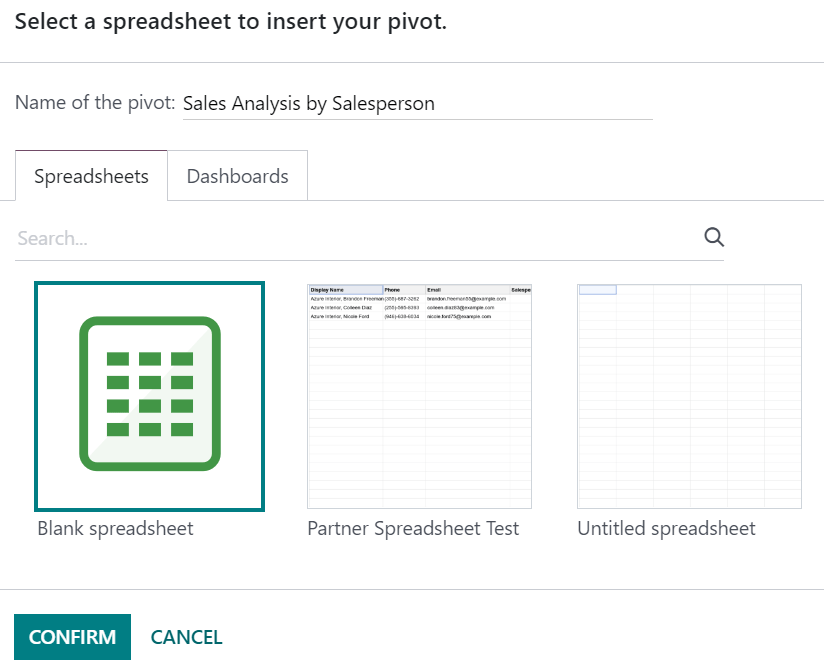 Select a spreadsheet to insert your pivot.
Name of the pivot: Sales Analysis by Salesperson
Spreadsheets Dashboards
Search...
Display Name Phone Email Salespe
Azure Interior, Brandon Freeman (355)-687-3262 brandon.freeman55@example.com
Azure Interior, Colleen Diaz (255)-595-8393 colleen.diaz83@example.com
Azure Interior, Nicole Ford (946)-638-6034 nicole.ford75@example.com
Blank spreadsheet Partner Spreadsheet Test Untitled spreadsheet
CONFIRM CANCEL